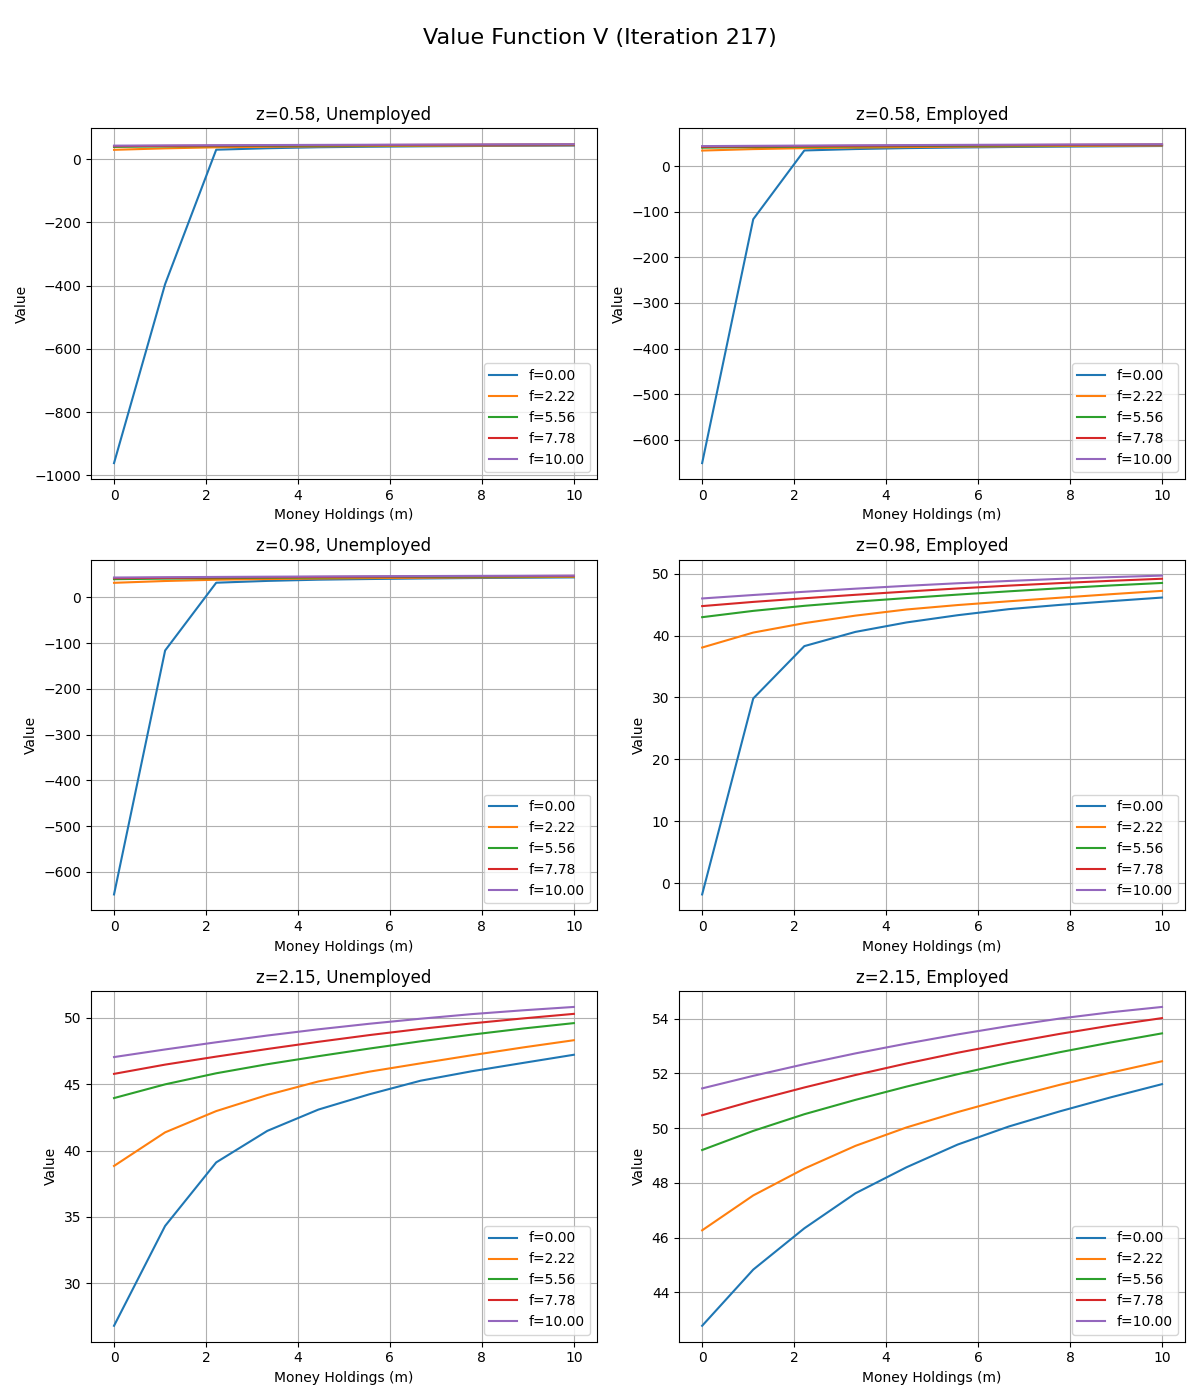 Value Function V (Iteration 217)
z=0.58, Unemployed
Value
0
−200
−400
−600
−800
−1000
f=0.00
f=2.22
f=5.56
f=7.78
f=10.00
0 2 4 6 8 10
Money Holdings (m)
z=0.58, Employed
Value
0
−100
−200
−300
−400
−500
−600
f=0.00
f=2.22
f=5.56
f=7.78
f=10.00
0 2 4 6 8 10
Money Holdings (m)
z=0.98, Unemployed
Value
0
−100
−200
−300
−400
−500
−600
f=0.00
f=2.22
f=5.56
f=7.78
f=10.00
0 2 4 6 8 10
Money Holdings (m)
z=0.98, Employed
Value
50
40
30
20
10
0
f=0.00
f=2.22
f=5.56
f=7.78
f=10.00
0 2 4 6 8 10
Money Holdings (m)
z=2.15, Unemployed
Value
50
45
40
35
30
f=0.00
f=2.22
f=5.56
f=7.78
f=10.00
0 2 4 6 8 10
Money Holdings (m)
z=2.15, Employed
Value
54
52
50
48
46
44
f=0.00
f=2.22
f=5.56
f=7.78
f=10.00
0 2 4 6 8 10
Money Holdings (m)